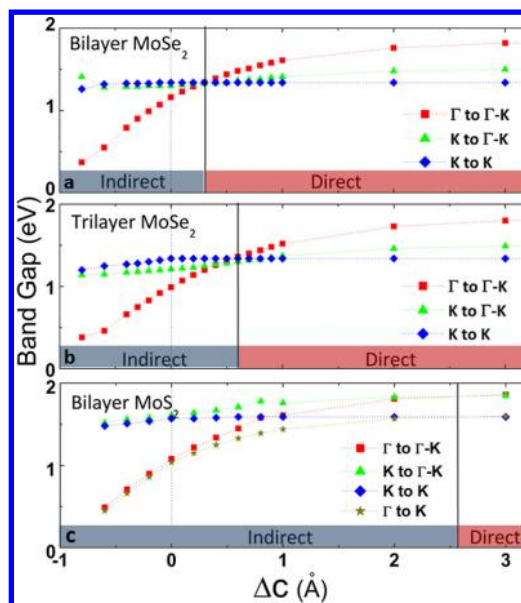 2
Bilayer MoSe₂
1
Γ to Γ-K
K to Γ-K
K to K
0
a
Indirect
Direct
2
Trilayer MoSe₂
1
Γ to Γ-K
K to Γ-K
K to K
0
b
Indirect
Direct
2
Bilayer MoS₂
1
Γ to Γ-K
K to Γ-K
K to K
Γ to K
0
c
Indirect
Direct
-1
0
1
2
3
Band Gap (eV)
ΔC (Å)